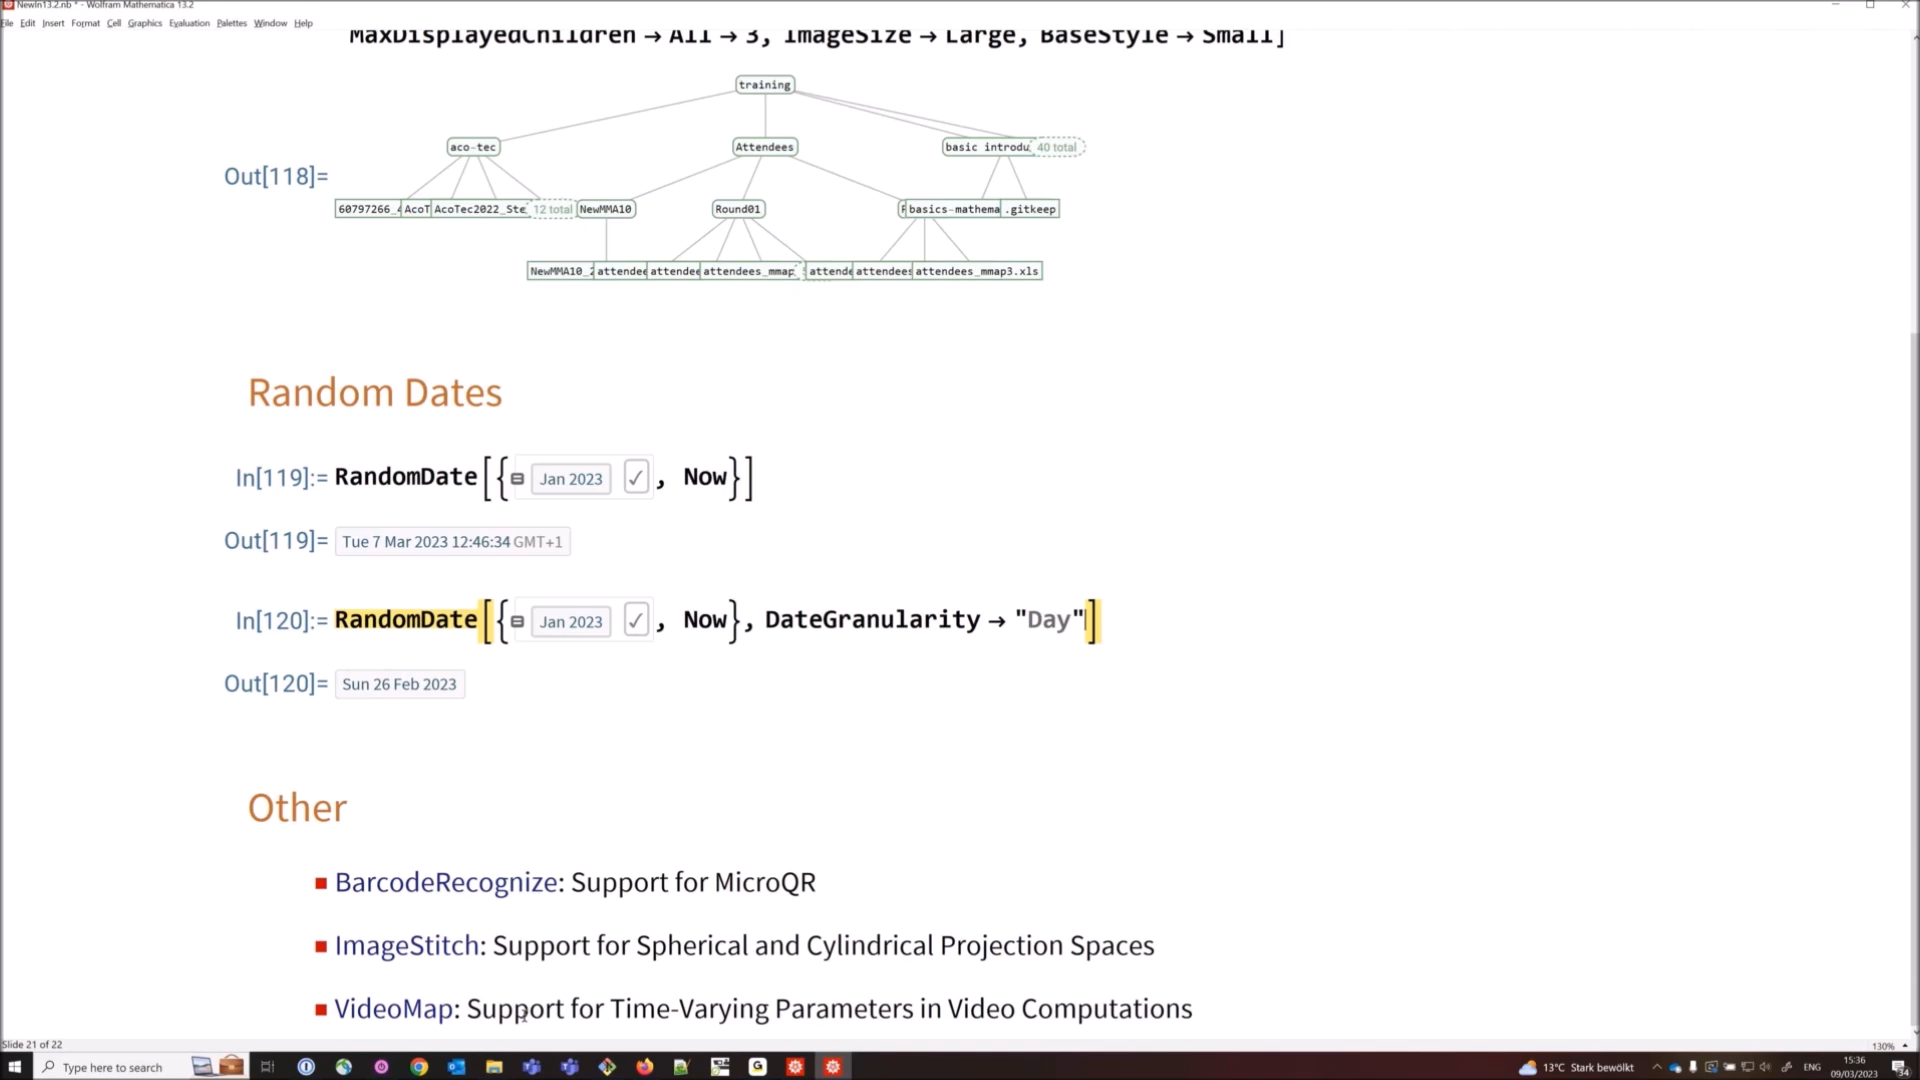 NewIn13.2.nb * - Wolfram Mathematica 13.2
File Edit Insert Format Cell Graphics Evaluation Palettes Window Help
MaxDisplayedChildren → All → 3, ImageSize → Large, BaseStyle → Small]
training
aco-tec Attendees basic introdu 40 total
Out[118]=
60797266_ AcoT AcoTec2022_Ste 12 total NewMMA10 Round01 basics-mathema .gitkeep
NewMMA10_2 attendee attendee attendees_mmap attende attendees attendees_mmap3.xls
Random Dates
In[119]:= RandomDate[{ Jan 2023 ✓ , Now}]
Out[119]= Tue 7 Mar 2023 12:46:34 GMT+1
In[120]:= RandomDate[{ Jan 2023 ✓ , Now}, DateGranularity → "Day"]
Out[120]= Sun 26 Feb 2023
Other
BarcodeRecognize: Support for MicroQR
ImageStitch: Support for Spherical and Cylindrical Projection Spaces
VideoMap: Support for Time-Varying Parameters in Video Computations
Slide 21 of 22
130%
Type here to search
13°C Stark bewölkt
ENG
15:36
09/03/2023
34